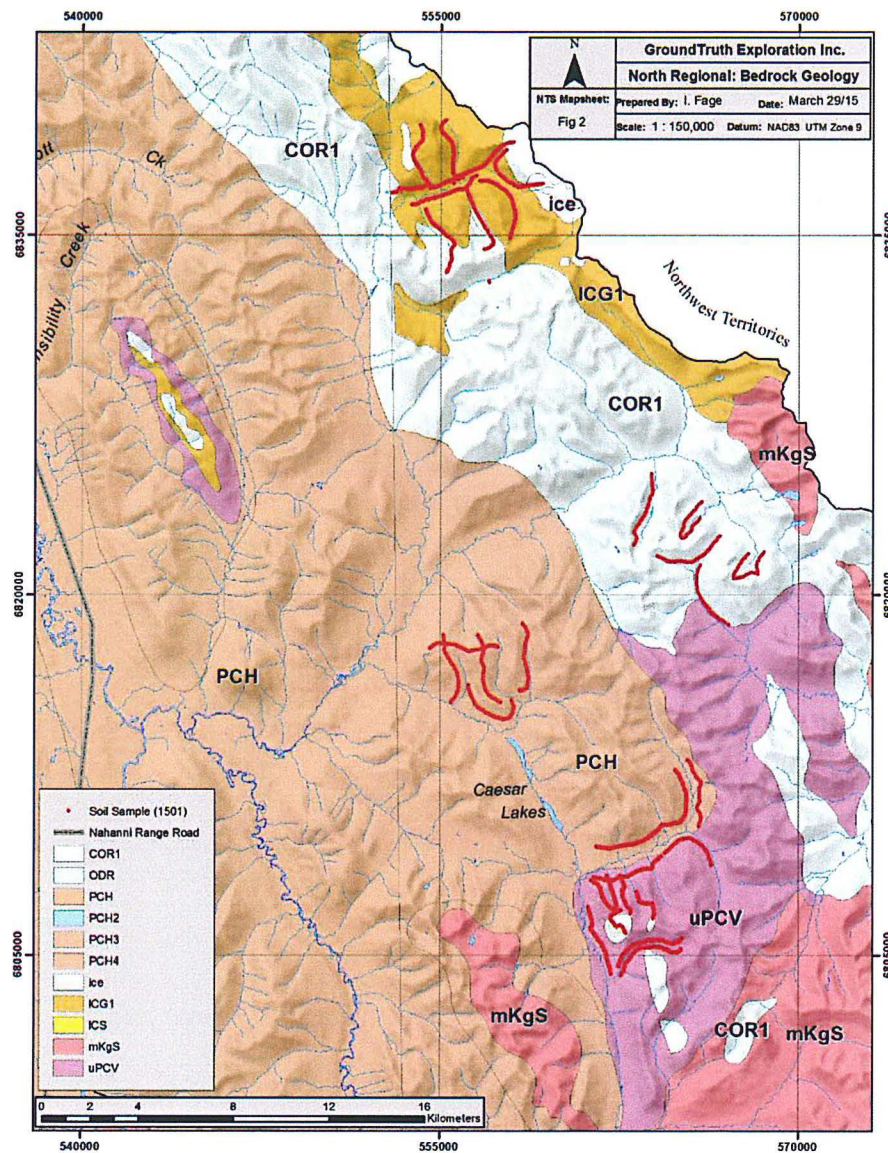 540000
555000
570000
N
GroundTruth Exploration Inc.
North Regional: Bedrock Geology
NTS Mapsheet:
Fig 2
Prepared By: I. Fage
Date: March 29/15
Scale: 1 : 150,000
Datum: NAD83 UTM Zone 9
COR1
Ck
ice
6835000
6835000
Creek
ICG1
Northwest Territories
COR1
mKgS
6820000
6820000
PCH
PCH
Caesar
Lakes
Soil Sample (1501)
Nahanni Range Road
COR1
ODR
PCH
PCH2
PCH3
PCH4
ice
ICG1
ICS
mKgS
uPCV
uPCV
6805000
6805000
mKgS
COR1
mKgS
0 2 4 8 12 16
Kilometers
540000
555000
570000